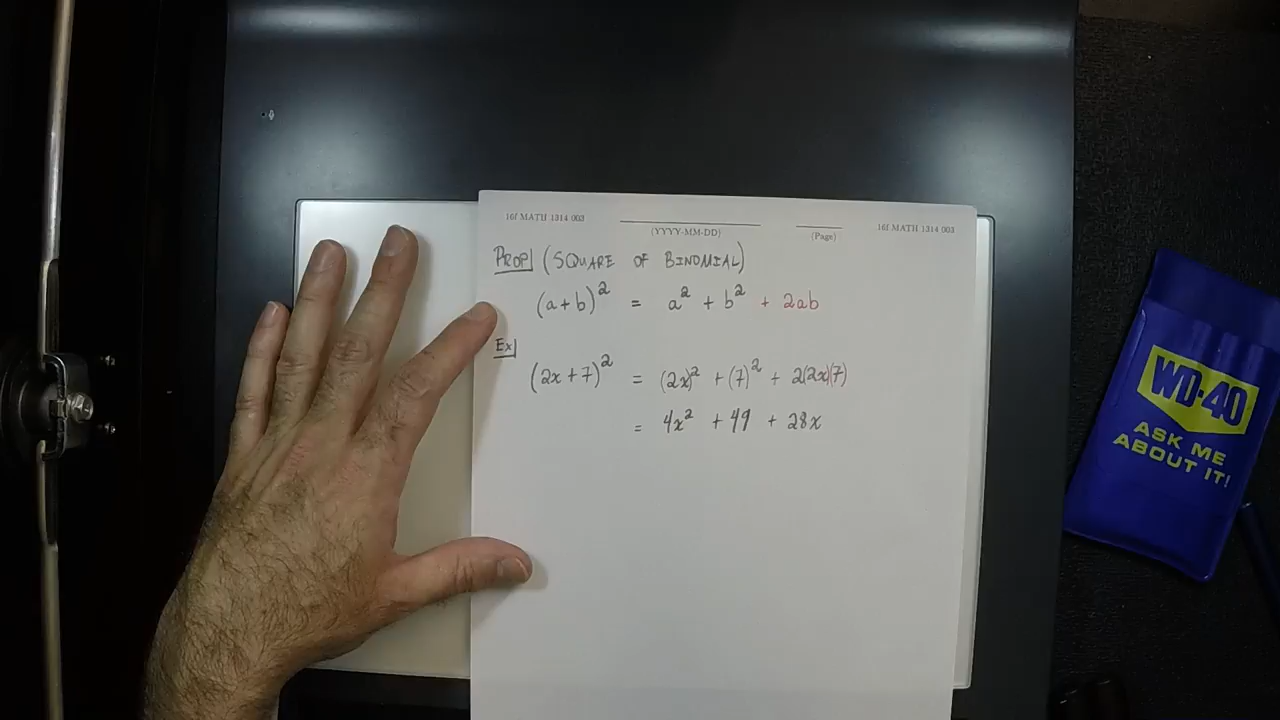 16f MATH 1314 003
(YYYY-MM-DD)
(Page)
16f MATH 1314 003
PROP (SQUARE OF BINOMIAL)
(a+b)² = a² + b² + 2ab
Ex
(2x+7)² = (2x)² + (7)² + 2(2x)(7)
= 4x² + 49 + 28x
WD-40
ASK ME
ABOUT IT!